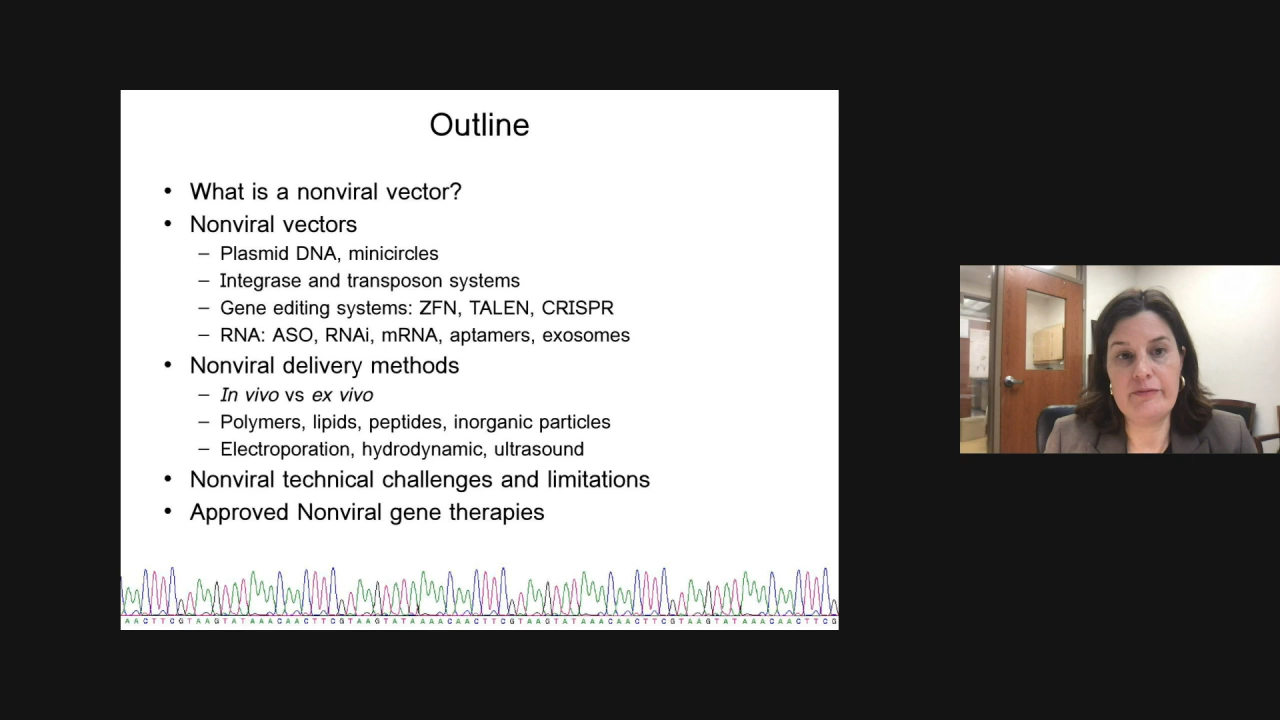 Outline
• What is a nonviral vector?
• Nonviral vectors
– Plasmid DNA, minicircles
– Integrase and transposon systems
– Gene editing systems: ZFN, TALEN, CRISPR
– RNA: ASO, RNAi, mRNA, aptamers, exosomes
• Nonviral delivery methods
– In vivo vs ex vivo
– Polymers, lipids, peptides, inorganic particles
– Electroporation, hydrodynamic, ultrasound
• Nonviral technical challenges and limitations
• Approved Nonviral gene therapies
AACTTCGTAAGTATAAACAACTTCGTAAGTATAAAACAACTTCGTAAGTATAAACAACTTCGTAAGTATAAACAACTTCG